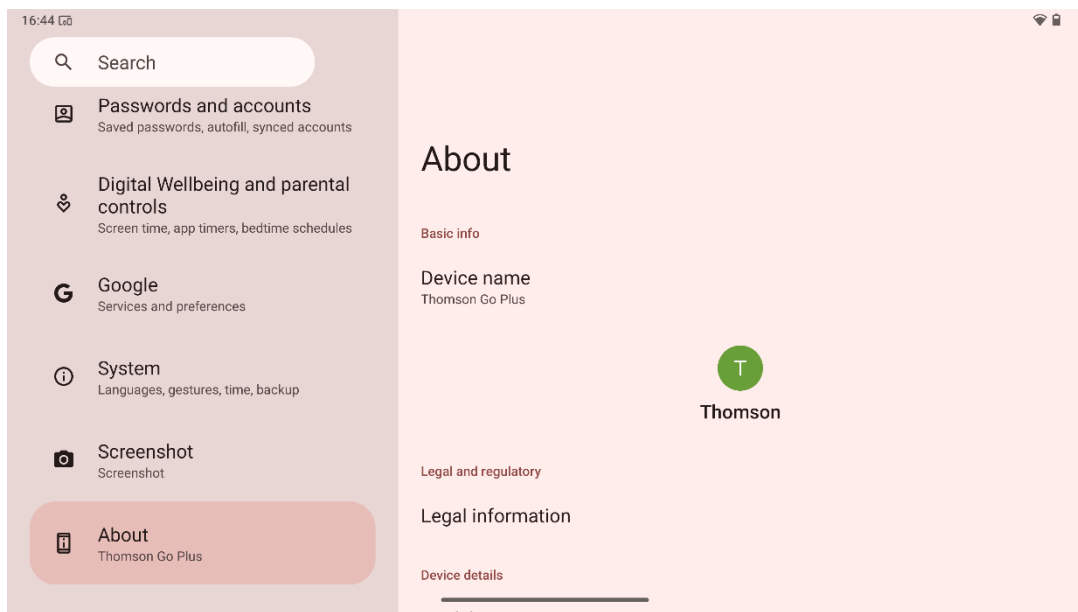 16:44
Search
Passwords and accounts
Saved passwords, autofill, synced accounts
Digital Wellbeing and parental
controls
Screen time, app timers, bedtime schedules
Google
Services and preferences
System
Languages, gestures, time, backup
Screenshot
Screenshot
About
Thomson Go Plus
About
Basic info
Device name
Thomson Go Plus
T
Thomson
Legal and regulatory
Legal information
Device details